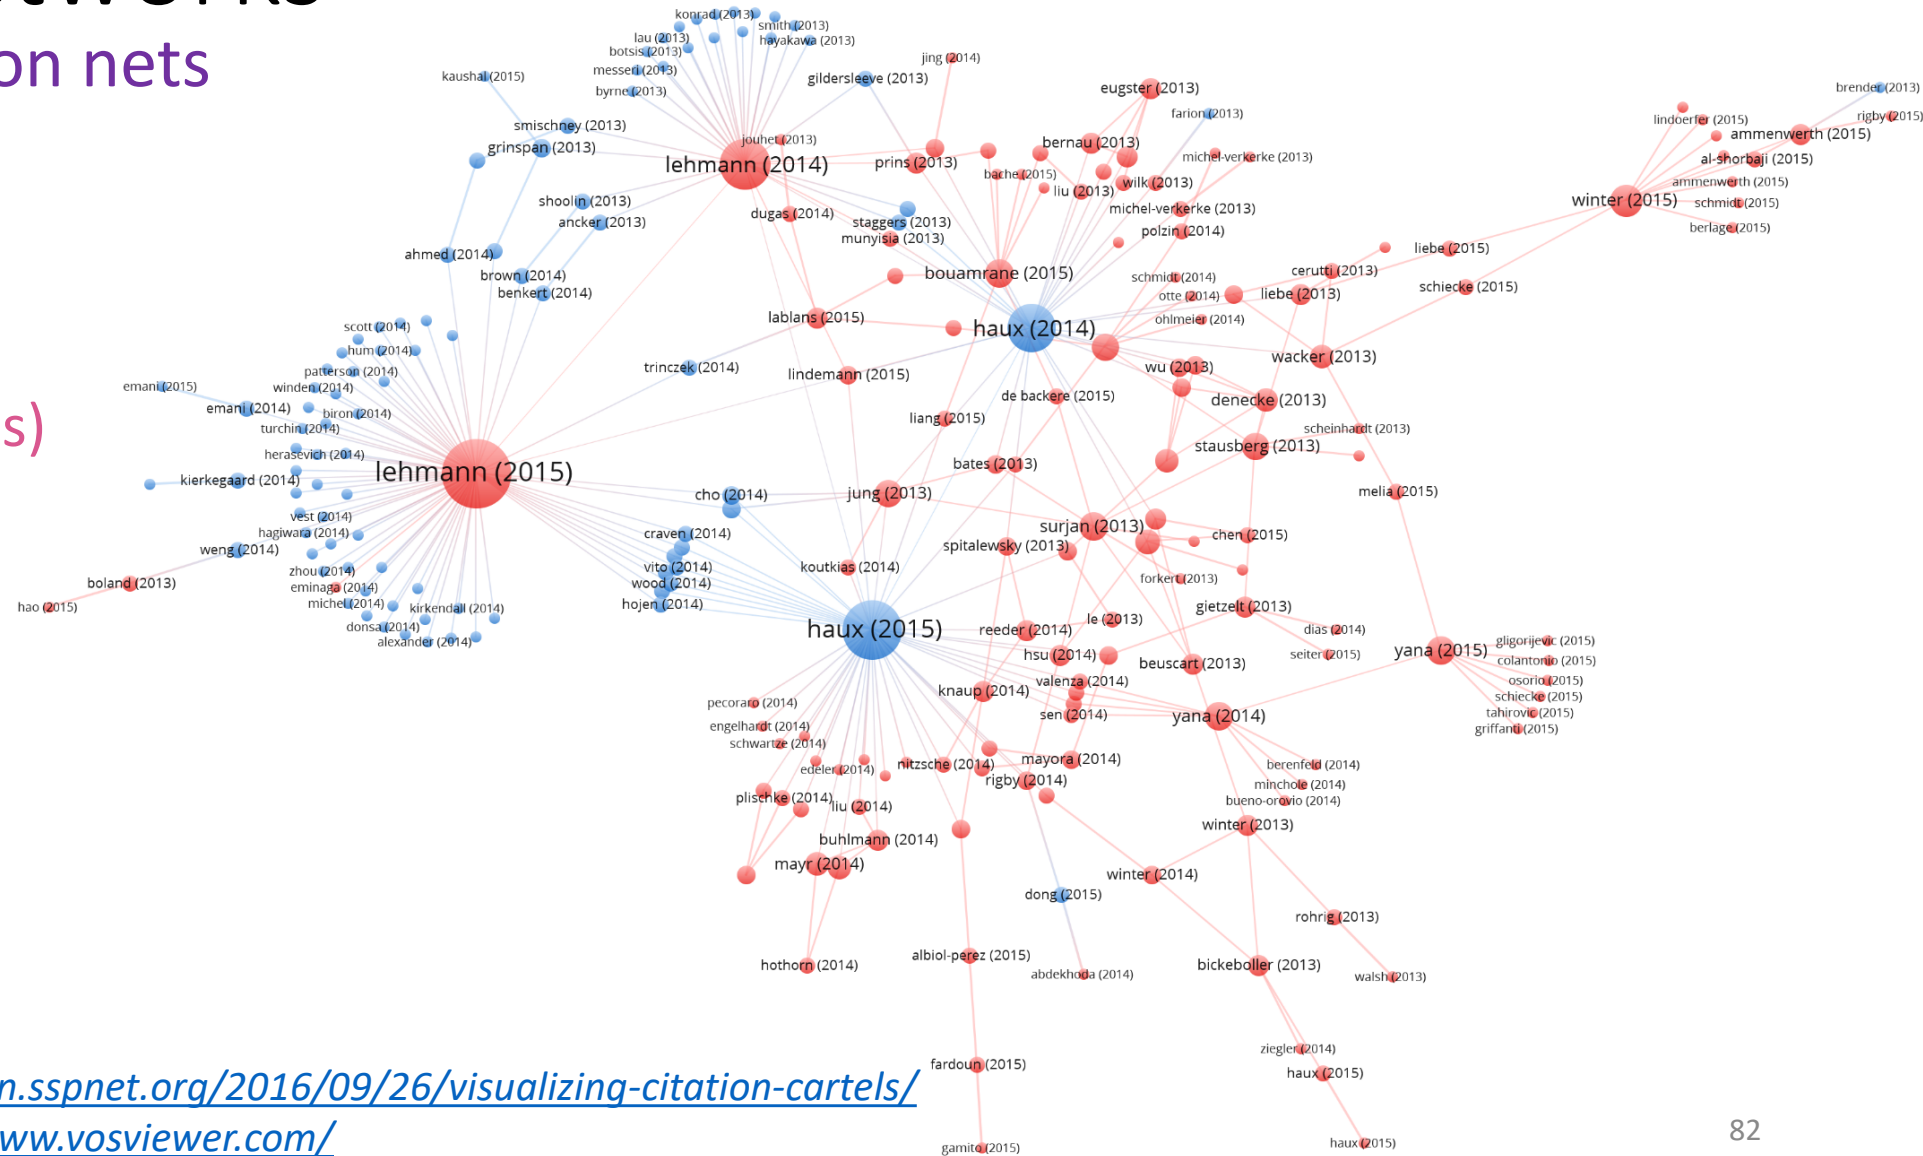 on nets
s)
konrad (2013)
smith (2013)
lau (2013)
hayakawa (2013)
botsis (2013)
jing (2014)
messeri (2013)
kaushal (2015)
gildersleeve (2013)
byrne (2013)
eugster (2013)
brender (2013)
farion (2013)
rigby (2015)
lindoerfer (2015)
smischney (2013)
ammenwerth (2015)
jouhet (2013)
bernau (2013)
grinspan (2013)
lehmann (2014)
prins (2013)
michel-verkerke (2013)
al-shorbaji (2015)
bache (2015)
wilk (2013)
ammenwerth (2015)
liu (2013)
shoolin (2013)
winter (2015)
schmidt (2015)
dugas (2014)
michel-verkerke (2013)
ancker (2013)
staggers (2013)
berlage (2015)
polzin (2014)
munyisia (2013)
liebe (2015)
ahmed (2014)
brown (2014)
bouamrane (2015)
schmidt (2014)
cerutti (2013)
benkert (2014)
otte (2014)
liebe (2013)
schiecke (2015)
lablans (2015)
ohlmeier (2014)
scott (2014)
haux (2014)
hum (2014)
wacker (2013)
patterson (2014)
trinczek (2014)
lindemann (2015)
wu (2013)
emani (2015)
winden (2014)
de backere (2015)
denecke (2013)
emani (2014)
biron (2014)
liang (2015)
turchin (2014)
scheinhardt (2013)
stausberg (2013)
herasevich (2014)
bates (2013)
lehmann (2015)
kierkegaard (2014)
cho (2014)
jung (2013)
melia (2015)
vest (2014)
surjan (2013)
hagiwara (2014)
craven (2014)
chen (2015)
weng (2014)
spitalewsky (2013)
zhou (2014)
vito (2014)
koutkias (2014)
boland (2013)
eminaga (2014)
wood (2014)
forkert (2013)
michel (2014)
hojen (2014)
hao (2015)
kirkendall (2014)
gietzelt (2013)
le (2013)
donsa (2014)
haux (2015)
reeder (2014)
dias (2014)
alexander (2014)
gligorijevic (2015)
hsu (2014)
seiter (2015)
yana (2015)
beuscart (2013)
colantonio (2015)
valenza (2014)
osorio (2015)
knaup (2014)
schiecke (2015)
pecoraro (2014)
sen (2014)
yana (2014)
tahirovic (2015)
engelhardt (2014)
griffanti (2015)
schwartze (2014)
mayora (2014)
nitzsche (2014)
berenfeld (2014)
edeler (2014)
rigby (2014)
minchole (2014)
plischke (2014)
bueno-orovio (2014)
liu (2014)
winter (2013)
buhlmann (2014)
mayr (2014)
winter (2014)
dong (2015)
rohrig (2013)
albiol-perez (2015)
hothorn (2014)
bickeboller (2013)
abdekhoda (2014)
walsh (2013)
ziegler (2014)
fardoun (2015)
haux (2015)
n.sspnet.org/2016/09/26/visualizing-citation-cartels/
ww.vosviewer.com/
82
haux (2015)
gamito (2015)